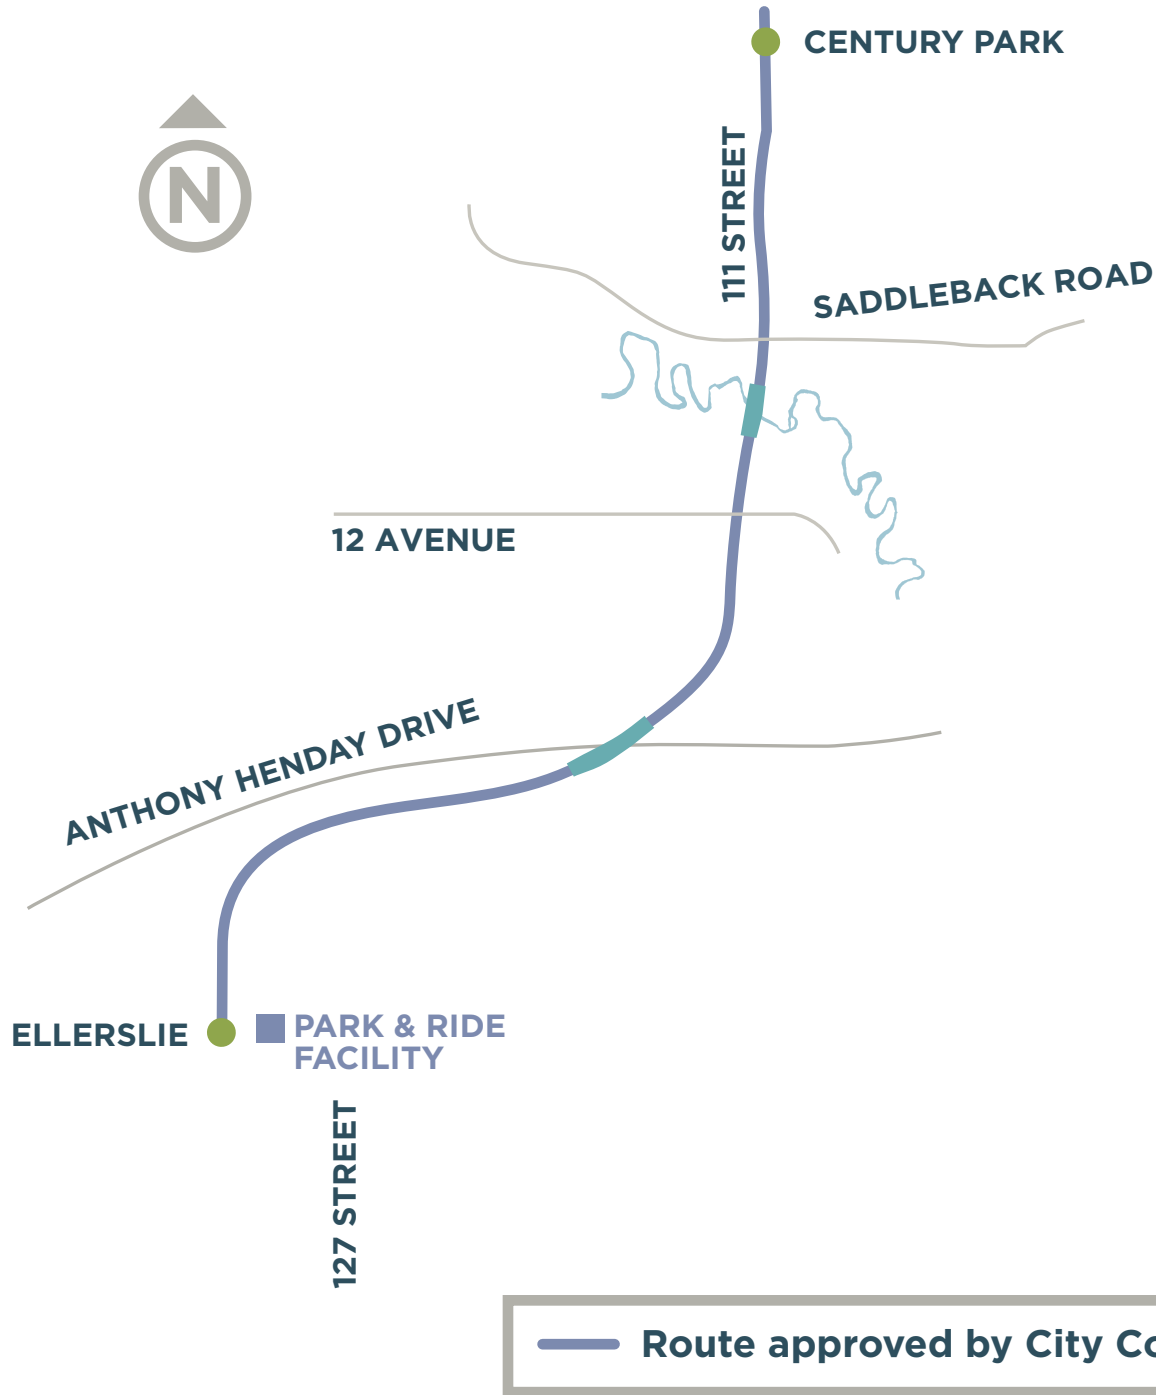 CENTURY PARK
N
111 STREET
SADDLEBACK ROAD
12 AVENUE
ANTHONY HENDAY DRIVE
ELLERSLIE
PARK & RIDE
FACILITY
127 STREET
Route approved by City